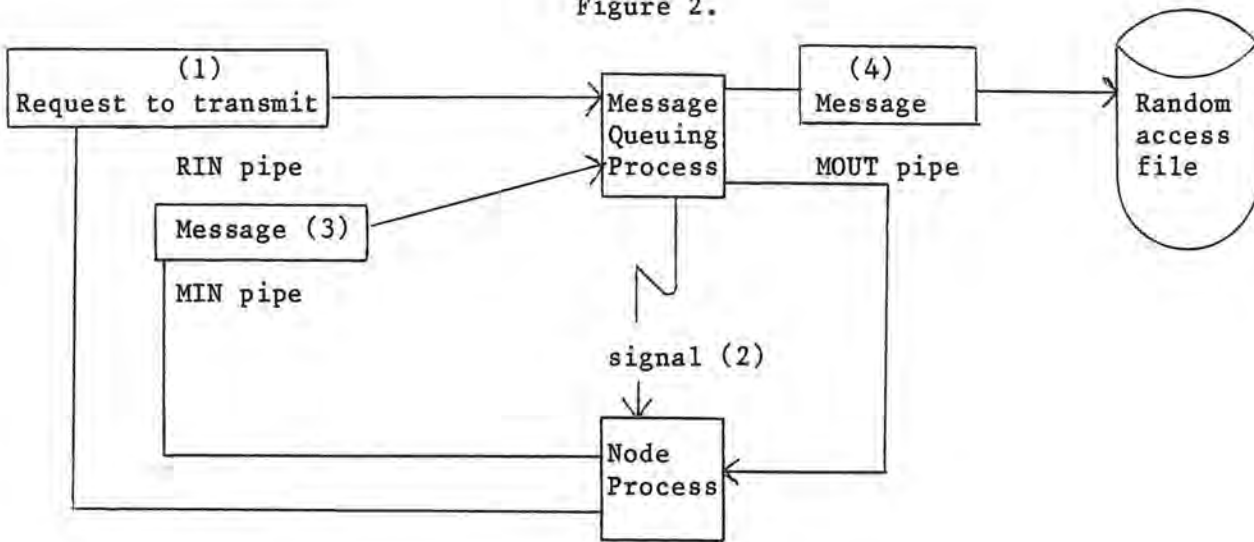 Figure 2.
(1)
Request to transmit
RIN pipe
Message (3)
MIN pipe
Message
Queuing
Process
(4)
Message
MOUT pipe
Random
access
file
signal (2)
Node
Process